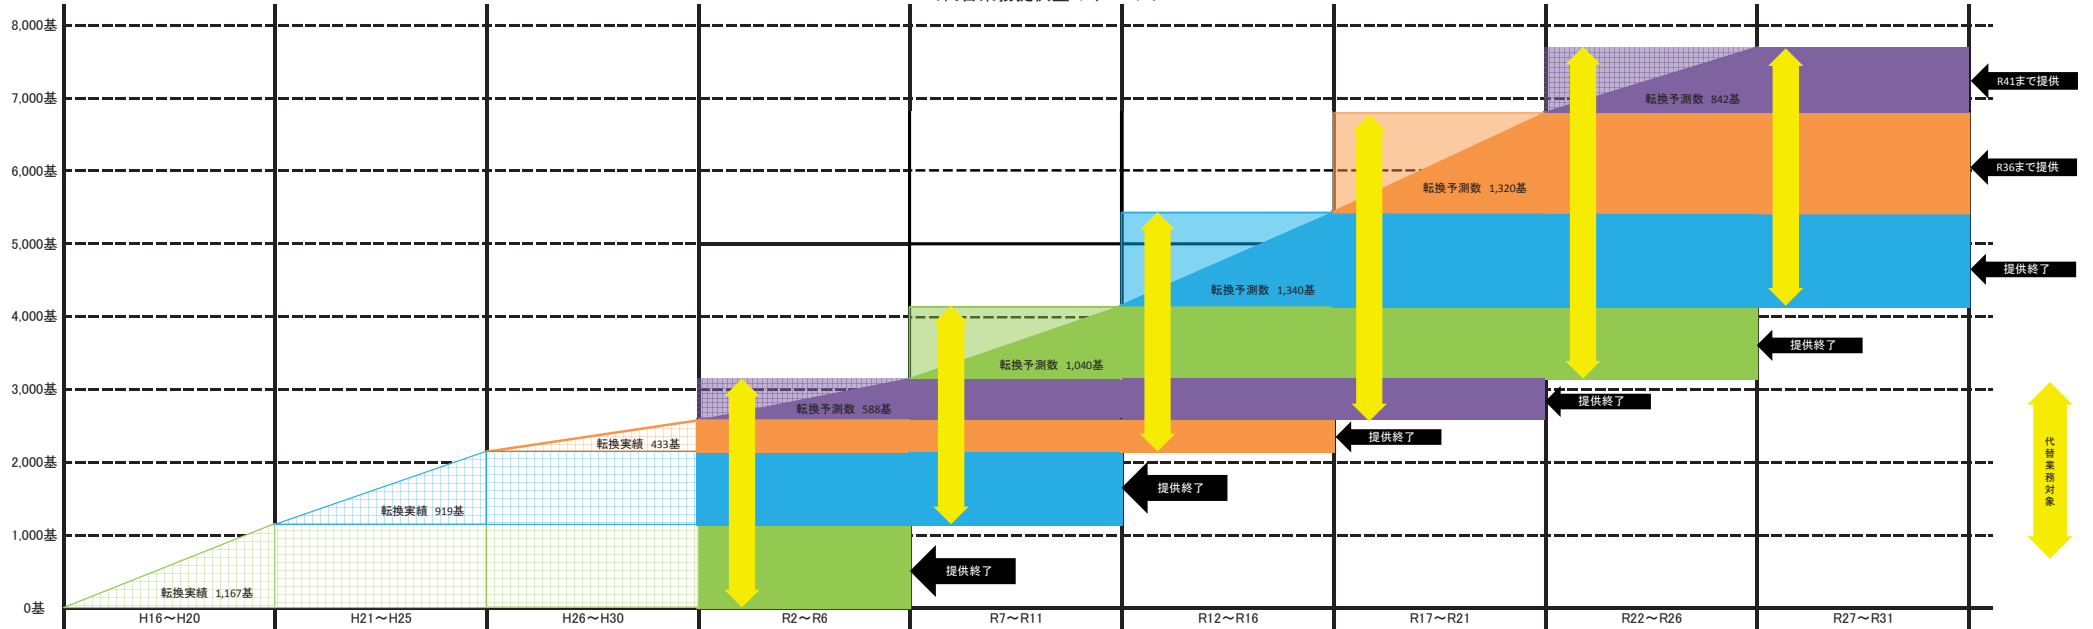 8,000基
7,000基
6,000基
5,000基
4,000基
3,000基
2,000基
1,000基
0基
転換予測数 842基
R41まで提供
転換予測数 1,320基
R36まで提供
転換予測数 1,340基
提供終了
転換予測数 1,040基
提供終了
転換予測数 588基
提供終了
転換実績 433基
提供終了
転換実績 919基
提供終了
転換実績 1,167基
提供終了
代替業務対象
H16～H20
H21～H25
H26～H30
R2～R6
R7～R11
R12～R16
R17～R21
R22～R26
R27～R31